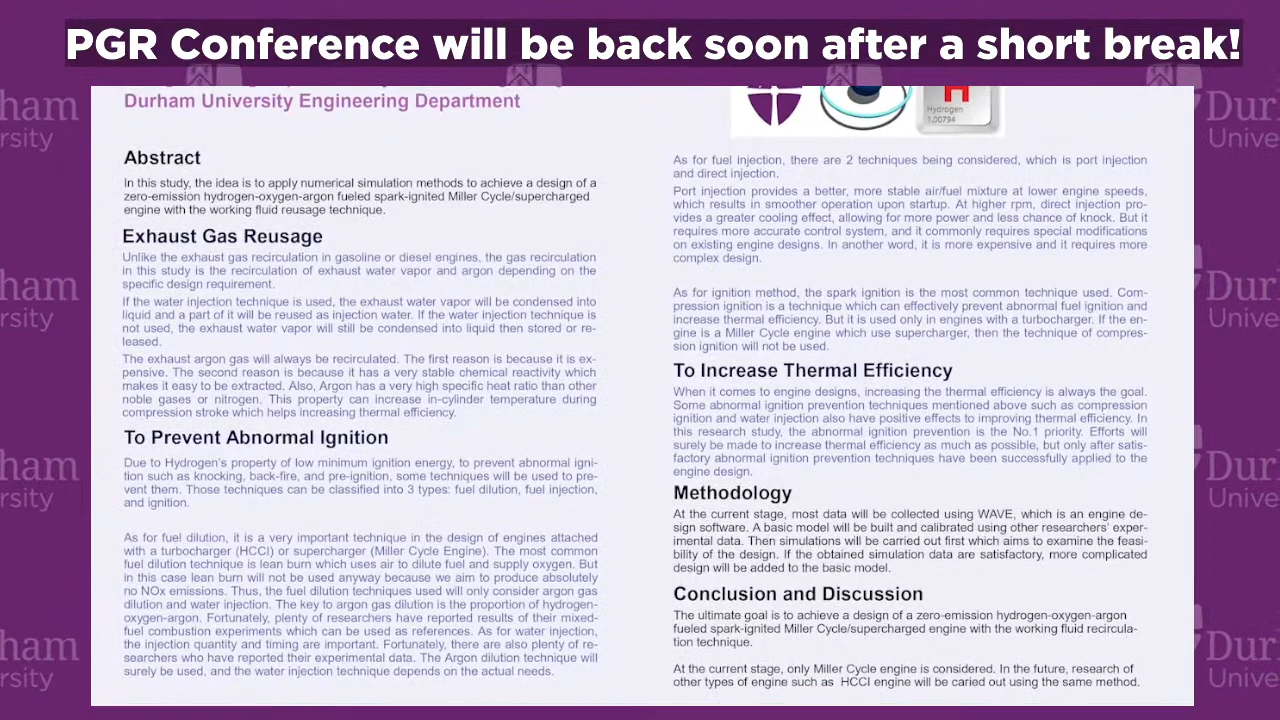 PGR Conference will be back soon after a short break!
Durham University Engineering Department
Abstract
In this study, the idea is to apply numerical simulation methods to achieve a design of a
zero-emission hydrogen-oxygen-argon fueled spark-ignited Miller Cycle/supercharged
engine with the working fluid reusage technique.
Exhaust Gas Reusage
Unlike the exhaust gas recirculation in gasoline or diesel engines, the gas recirculation
in this study is the recirculation of exhaust water vapor and argon depending on the
specific design requirement.
If the water injection technique is used, the exhaust water vapor will be condensed into
liquid and a part of it will be reused as injection water. If the water injection technique is
not used, the exhaust water vapor will still be condensed into liquid then stored or re-
leased.
The exhaust argon gas will always be recirculated. The first reason is because it is ex-
pensive. The second reason is because it has a very stable chemical reactivity which
makes it easy to be extracted. Also, Argon has a very high specific heat ratio than other
noble gases or nitrogen. This property can increase in-cylinder temperature during
compression stroke which helps increasing thermal efficiency.
To Prevent Abnormal Ignition
Due to Hydrogen's property of low minimum ignition energy, to prevent abnormal igni-
tion such as knocking, back-fire, and pre-ignition, some techniques will be used to pre-
vent them. Those techniques can be classified into 3 types: fuel dilution, fuel injection,
and ignition.
As for fuel dilution, it is a very important technique in the design of engines attached
with a turbocharger (HCCI) or supercharger (Miller Cycle Engine). The most common
fuel dilution technique is lean burn which uses air to dilute fuel and supply oxygen. But
in this case lean burn will not be used anyway because we aim to produce absolutely
no NOx emissions. Thus, the fuel dilution techniques used will only consider argon gas
dilution and water injection. The key to argon gas dilution is the proportion of hydrogen-
oxygen-argon. Fortunately, plenty of researchers have reported results of their mixed-
fuel combustion experiments which can be used as references. As for water injection,
the injection quantity and timing are important. Fortunately, there are also plenty of re-
searchers who have reported their experimental data. The Argon dilution technique will
surely be used, and the water injection technique depends on the actual needs.
H
Hydrogen
1.00794
As for fuel injection, there are 2 techniques being considered, which is port injection
and direct injection.
Port injection provides a better, more stable air/fuel mixture at lower engine speeds,
which results in smoother operation upon startup. At higher rpm, direct injection pro-
vides a greater cooling effect, allowing for more power and less chance of knock. But it
requires more accurate control system, and it commonly requires special modifications
on existing engine designs. In another word, it is more expensive and it requires more
complex design.
As for ignition method, the spark ignition is the most common technique used. Com-
pression ignition is a technique which can effectively prevent abnormal fuel ignition and
increase thermal efficiency. But it is used only in engines with a turbocharger. If the en-
gine is a Miller Cycle engine which use supercharger, then the technique of compres-
sion ignition will not be used.
To Increase Thermal Efficiency
When it comes to engine designs, increasing the thermal efficiency is always the goal.
Some abnormal ignition prevention techniques mentioned above such as compression
ignition and water injection also have positive effects to improving thermal efficiency. In
this research study, the abnormal ignition prevention is the No.1 priority. Efforts will
surely be made to increase thermal efficiency as much as possible, but only after satis-
factory abnormal ignition prevention techniques have been successfully applied to the
engine design.
Methodology
At the current stage, most data will be collected using WAVE, which is an engine de-
sign software. A basic model will be built and calibrated using other researchers' exper-
imental data. Then simulations will be carried out first which aims to examine the feasi-
bility of the design. If the obtained simulation data are satisfactory, more complicated
design will be added to the basic model.
Conclusion and Discussion
The ultimate goal is to achieve a design of a zero-emission hydrogen-oxygen-argon
fueled spark-ignited Miller Cycle/supercharged engine with the working fluid recircula-
tion technique.
At the current stage, only Miller Cycle engine is considered. In the future, research of
other types of engine such as HCCI engine will be caried out using the same method.